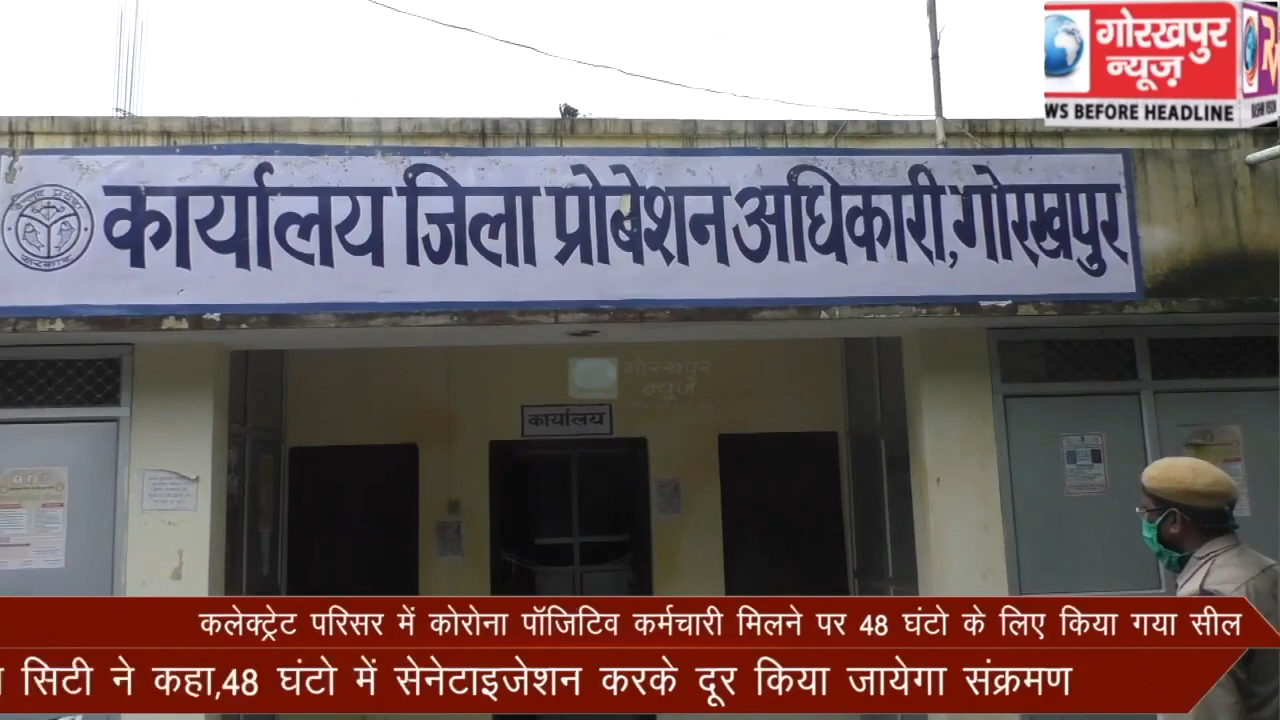 गोरखपुर
न्यूज़
WS BEFORE HEADLINE
कार्यालय जिला प्रोबेशन अधिकारी, गोरखपुर
गोरखपुर
न्यूज़
कार्यालय
कलेक्ट्रेट परिसर में कोरोना पॉजिटिव कर्मचारी मिलने पर 48 घंटो के लिए किया गया सील
सिटी ने कहा,48 घंटो में सेनेटाइजेशन करके दूर किया जायेगा संक्रमण